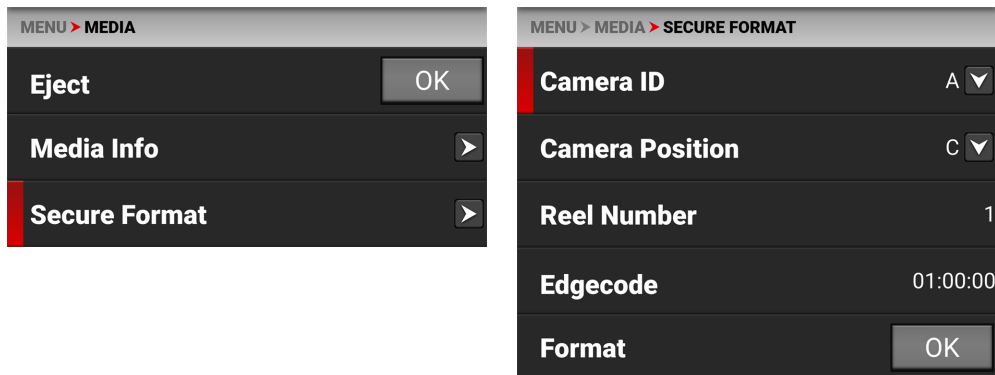 MENU > MEDIA
Eject OK
Media Info
Secure Format
MENU > MEDIA > SECURE FORMAT
Camera ID A
Camera Position C
Reel Number 1
Edgecode 01:00:00
Format OK